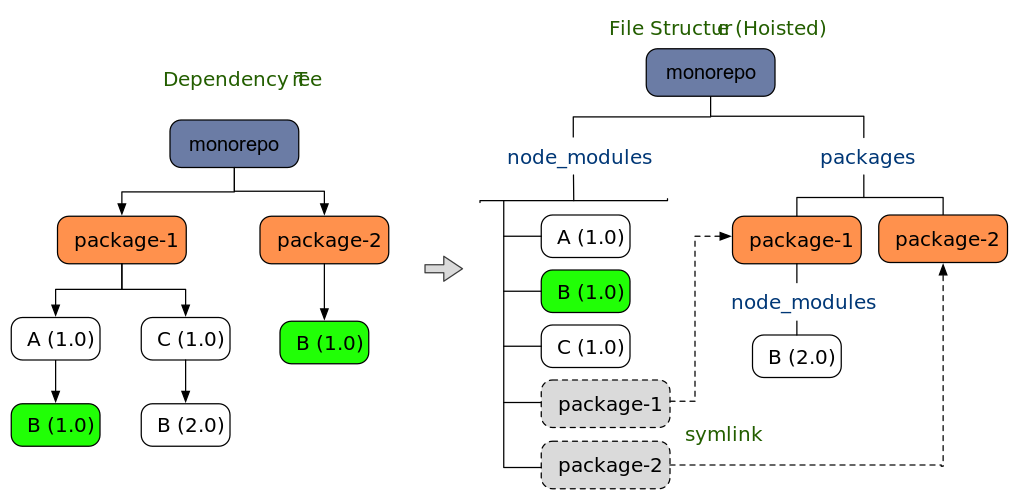 File Structure (Hoisted)
Dependency Tree
monorepo
monorepo
node_modules
packages
package-1
package-2
A (1.0)
package-1
package-2
B (1.0)
node_modules
A (1.0)
C (1.0)
B (1.0)
C (1.0)
B (2.0)
package-1
B (1.0)
B (2.0)
symlink
package-2